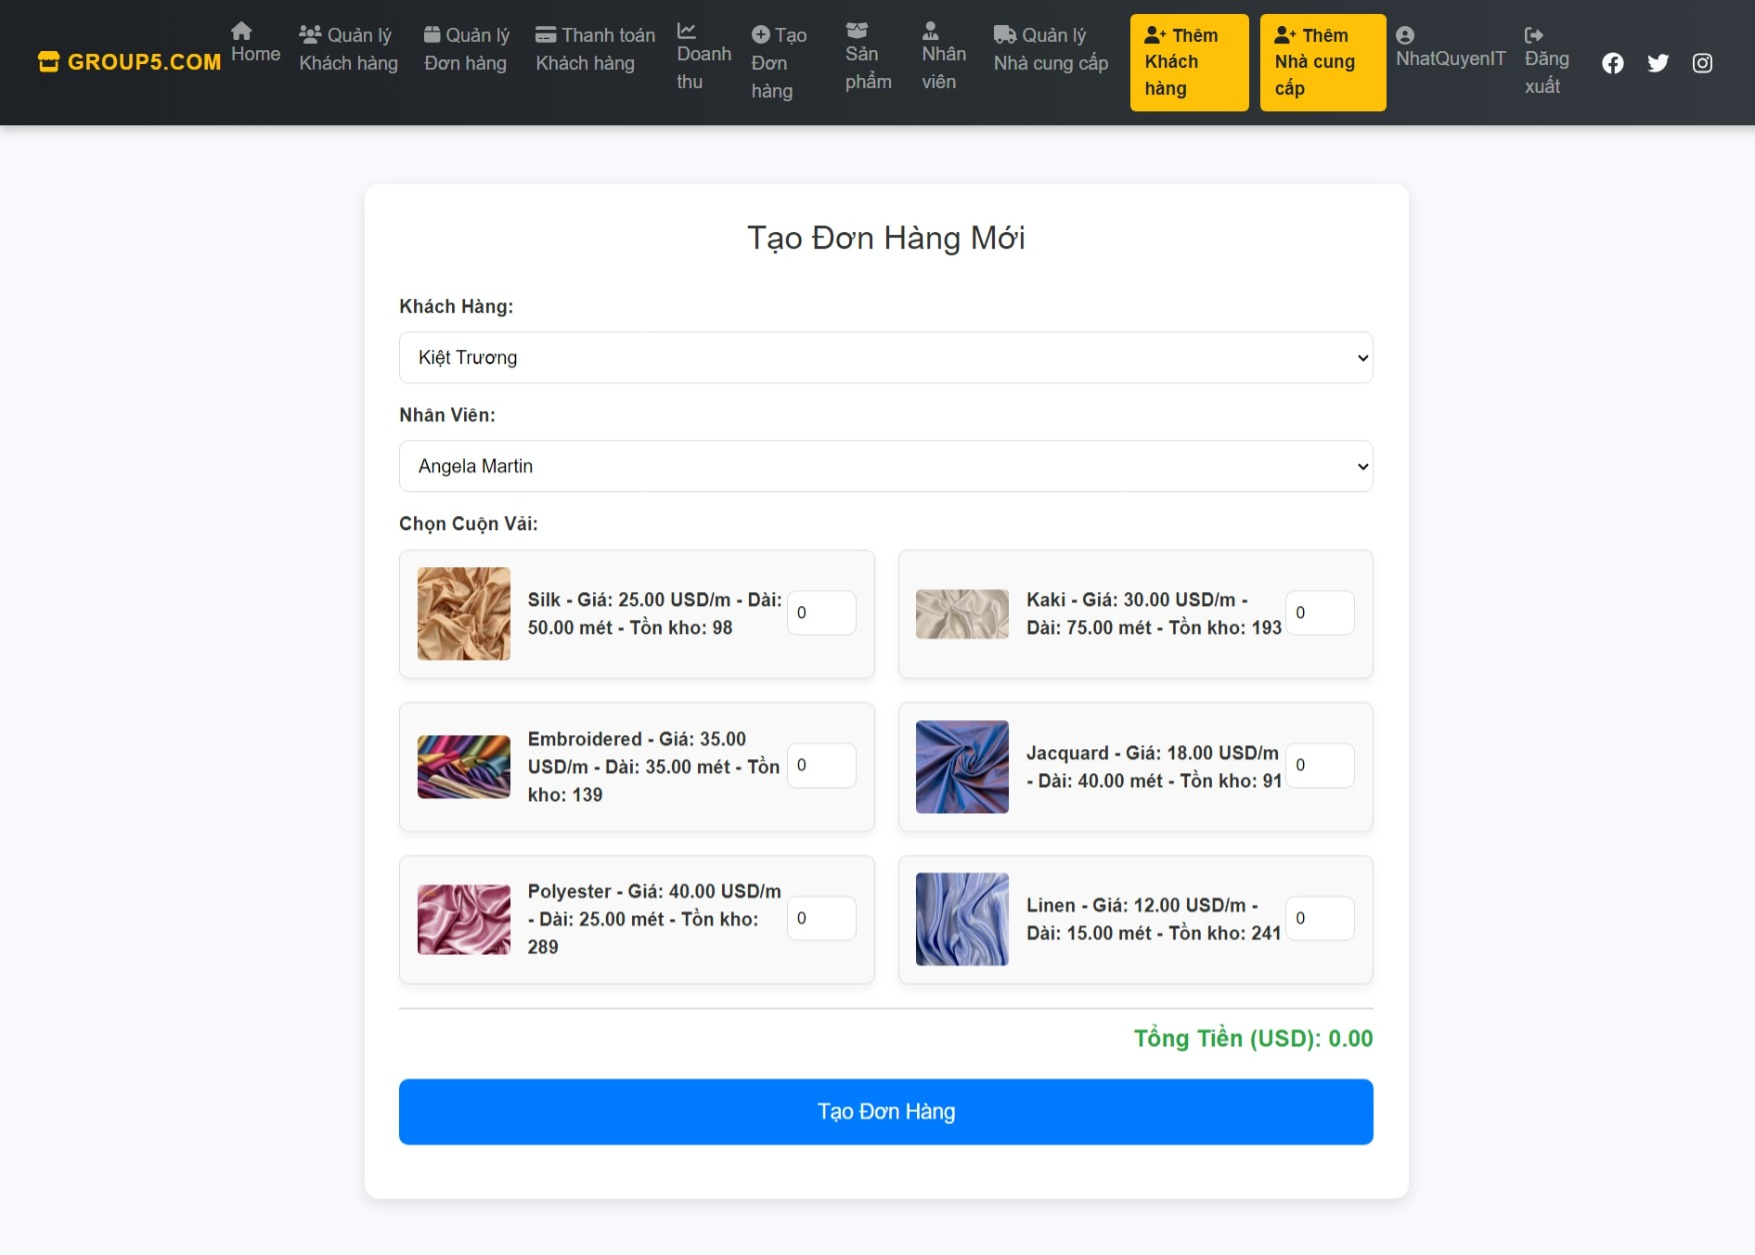 GROUP5.COM
Home
Quản lý
Khách hàng
Quản lý
Đơn hàng
Thanh toán
Khách hàng
Doanh
thu
Tạo
Đơn
hàng
Sản
phẩm
Nhân
viên
Quản lý
Nhà cung cấp
Thêm
Khách
hàng
Thêm
Nhà cung
cấp
NhatQuyenIT
Đăng
xuất
Tạo Đơn Hàng Mới
Khách Hàng:
Kiệt Trương
Nhân Viên:
Angela Martin
Chọn Cuộn Vải:
Silk - Giá: 25.00 USD/m - Dài:
50.00 mét - Tồn kho: 98
0
Kaki - Giá: 30.00 USD/m -
Dài: 75.00 mét - Tồn kho: 193
0
Embroidered - Giá: 35.00
USD/m - Dài: 35.00 mét - Tồn
kho: 139
0
Jacquard - Giá: 18.00 USD/m
- Dài: 40.00 mét - Tồn kho: 91
0
Polyester - Giá: 40.00 USD/m
- Dài: 25.00 mét - Tồn kho:
289
0
Linen - Giá: 12.00 USD/m -
Dài: 15.00 mét - Tồn kho: 241
0
Tổng Tiền (USD): 0.00
Tạo Đơn Hàng